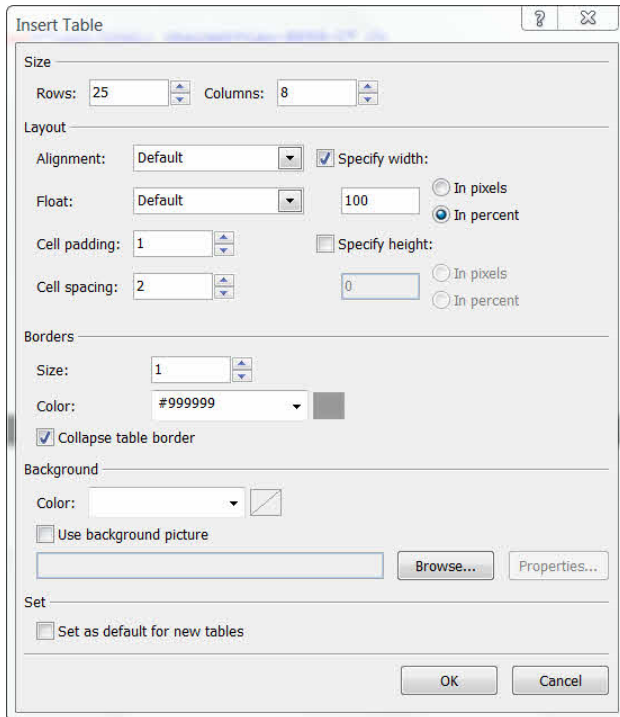 Insert Table
Size
Rows: 25 Columns: 8
Layout
Alignment: Default Specify width:
Float: Default 100 In pixels
In percent
Cell padding: 1 Specify height:
Cell spacing: 2 0 In pixels
In percent
Borders
Size: 1
Color: #999999
Collapse table border
Background
Color:
Use background picture
Browse... Properties...
Set
Set as default for new tables
OK Cancel